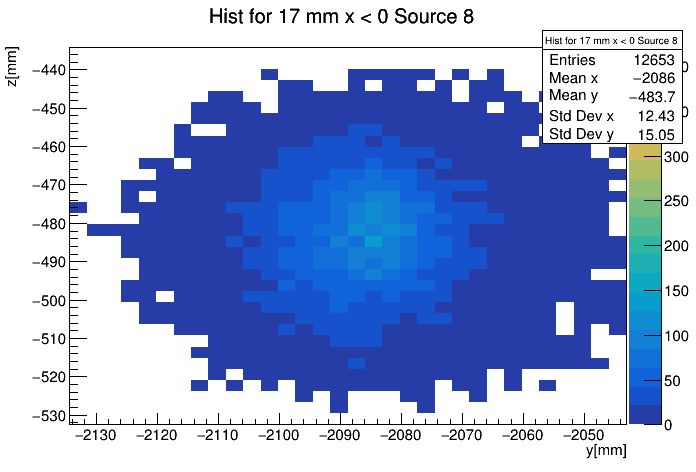 Hist for 17 mm x < 0 Source 8
Hist for 17 mm x < 0 Source 8
Entries 12653
Mean x −2086
Mean y −483.7
Std Dev x 12.43
Std Dev y 15.05
z[mm]
−440
−450
−460
−470
−480
−490
−500
−510
−520
−530
−2130 −2120 −2110 −2100 −2090 −2080 −2070 −2060 −2050
y[mm]
300
250
200
150
100
50
0